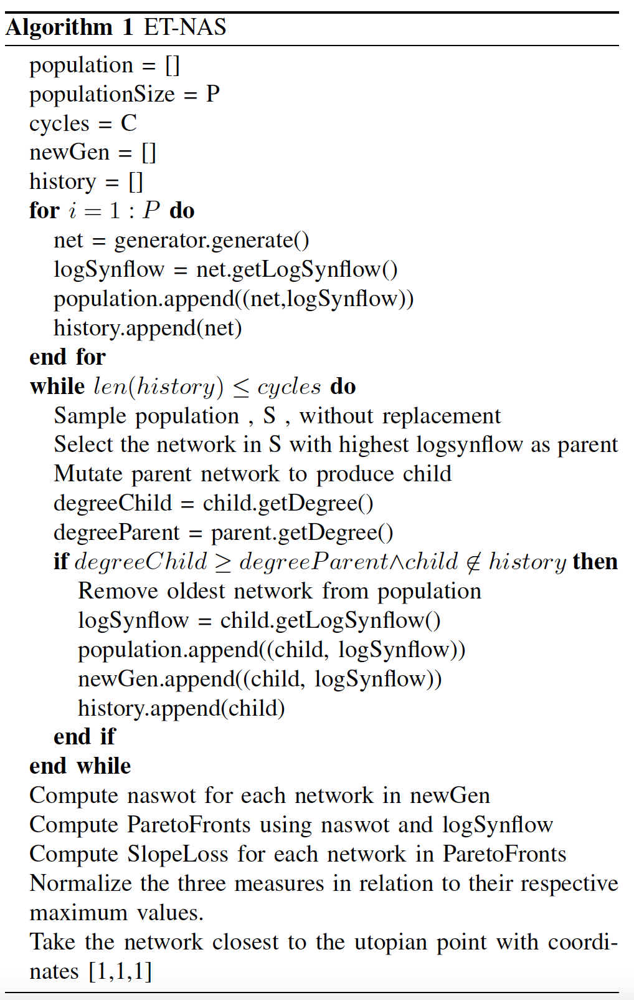 Algorithm 1 ET-NAS
population = []
populationSize = P
cycles = C
newGen = []
history = []
for i = 1 : P do
net = generator.generate()
logSynflow = net.getLogSynflow()
population.append((net,logSynflow))
history.append(net)
end for
while len(history) ≤ cycles do
Sample population , S , without replacement
Select the network in S with highest logsynflow as parent
Mutate parent network to produce child
degreeChild = child.getDegree()
degreeParent = parent.getDegree()
if degreeChild ≥ degreeParent∧child ∉ history then
Remove oldest network from population
logSynflow = child.getLogSynflow()
population.append((child, logSynflow))
newGen.append((child, logSynflow))
history.append(child)
end if
end while
Compute naswot for each network in newGen
Compute ParetoFronts using naswot and logSynflow
Compute SlopeLoss for each network in ParetoFronts
Normalize the three measures in relation to their respective
maximum values.
Take the network closest to the utopian point with coordi-
nates [1,1,1]